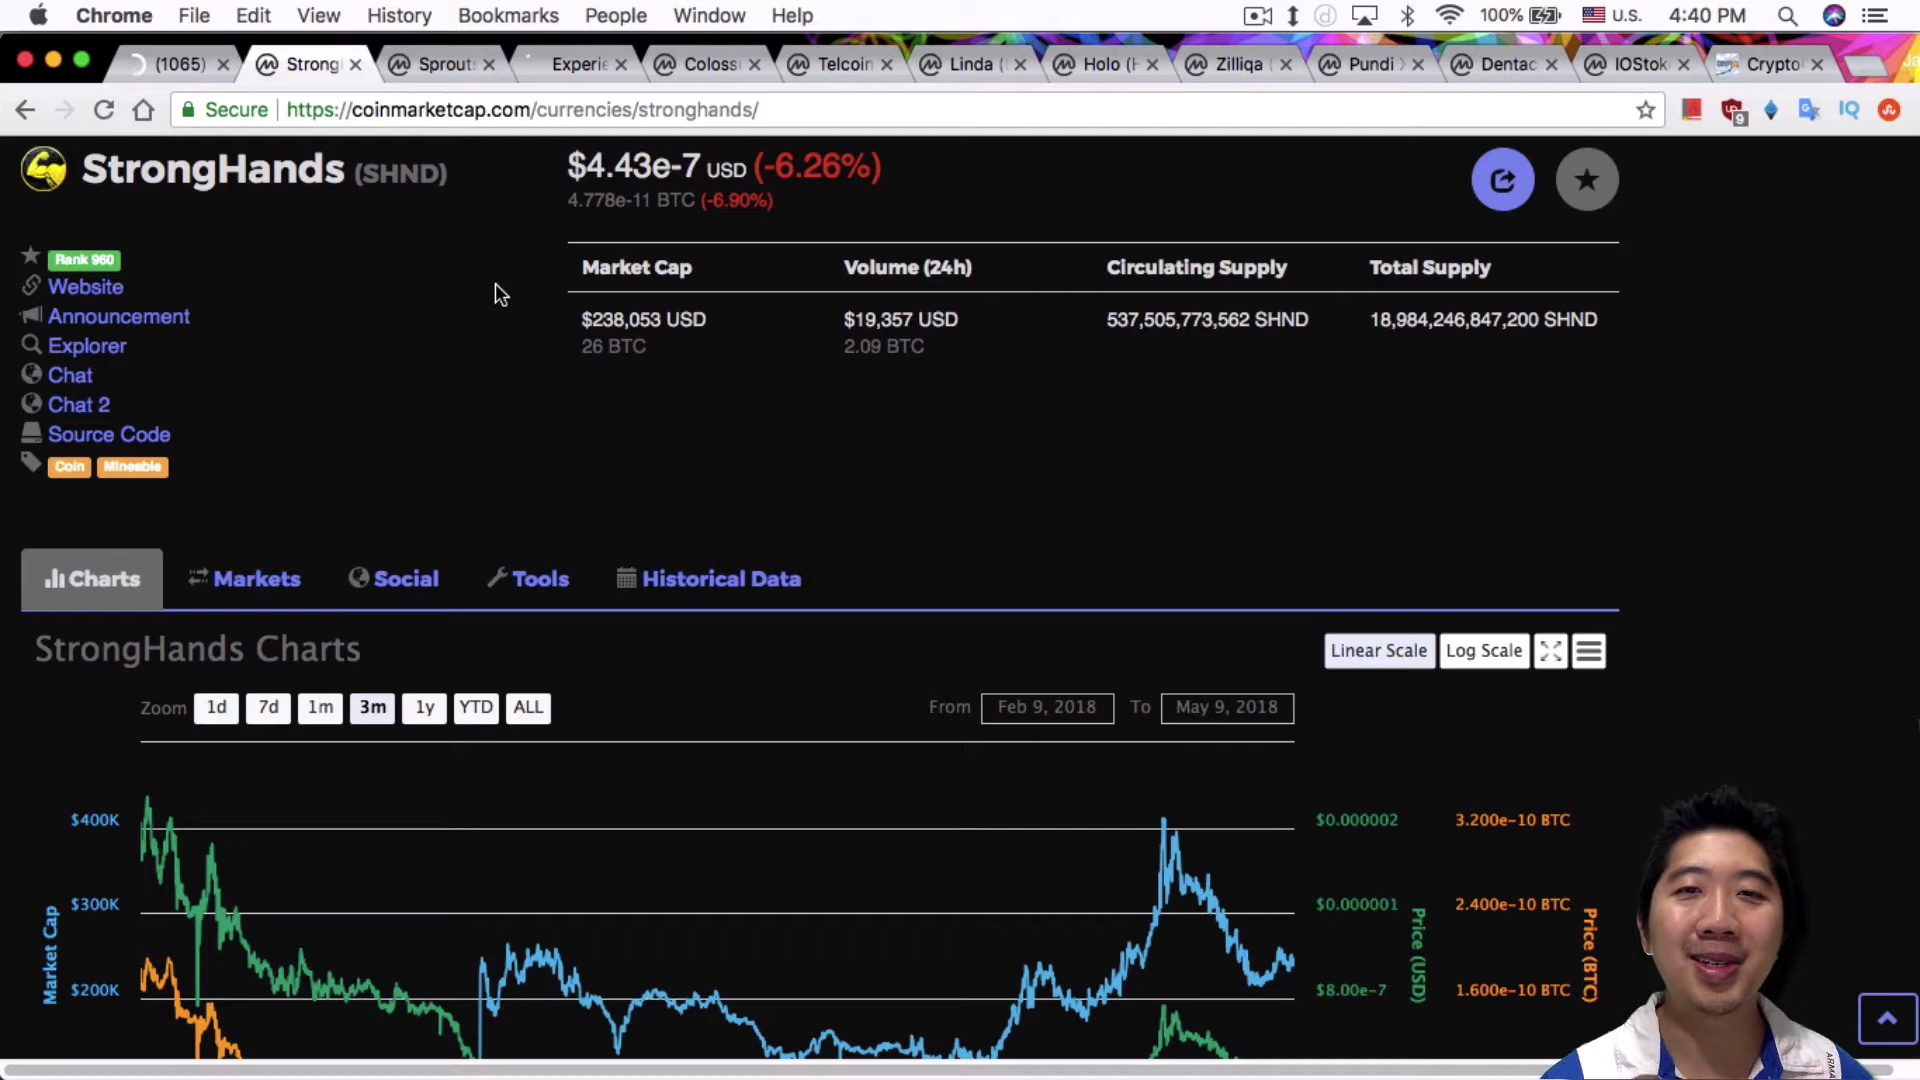 Chrome File Edit View History Bookmarks People Window Help 100% U.S. 4:40 PM
(1065) Strong Sprouts Experie Coloss Telcoin Linda ( Holo (H Zilliqa ( Pundi X Dentac IOStok Crypto
Secure https://coinmarketcap.com/currencies/stronghands/ 9
StrongHands (SHND)
$4.43e-7 USD (-6.26%)
4.778e-11 BTC (-6.90%)
Rank 960
Website
Announcement
Explorer
Chat
Chat 2
Source Code
Coin Mineable
Market Cap Volume (24h) Circulating Supply Total Supply
$238,053 USD $19,357 USD 537,505,773,562 SHND 18,984,246,847,200 SHND
26 BTC 2.09 BTC
Charts Markets Social Tools Historical Data
StrongHands Charts
Linear Scale Log Scale
Zoom 1d 7d 1m 3m 1y YTD ALL
From Feb 9, 2018 To May 9, 2018
$400K $0.000002 3.200e-10 BTC
$300K $0.000001 2.400e-10 BTC
$200K $8.00e-7 1.600e-10 BTC
Market Cap
Price (USD)
Price (BTC)